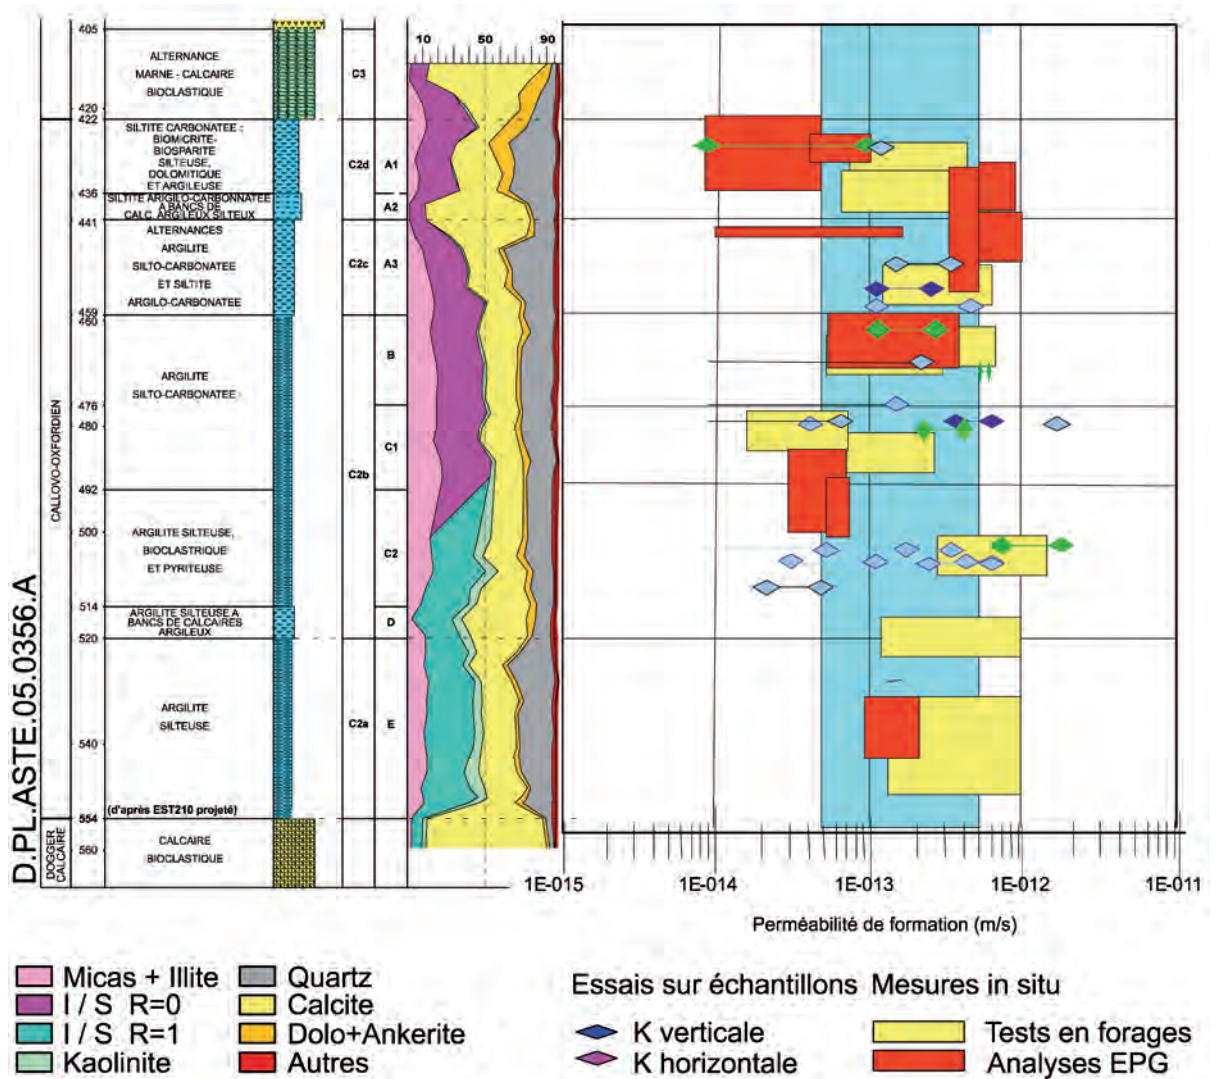 D.PL.ASTE.05.0356.A
CALLOVO-OXFORDIEN
DOGGER
CALCAIRE
405
420
422
436
441
459
460
476
480
492
500
514
520
540
554
560
ALTERNANCE
MARNE - CALCAIRE
BIOCLASTIQUE
SILTITE CARBONATEE :
BIOMICRITE-
BIOSPARITE
SILTEUSE,
DOLOMITIQUE
ET ARGILEUSE
SILTITE ARIGILO-CARBONNATEE
A BANCS DE
CALC. ARGILEUX SILTEUX
ALTERNANCES
ARGILITE
SILTO-CARBONATEE
ET SILTITE
ARGILO-CARBONATEE
ARGILITE
SILTO-CARBONATEE
ARGILITE SILTEUSE,
BIOCLASTRIQUE
ET PYRITEUSE
ARGILITE SILTEUSE A
BANCS DE CALCAIRES
ARGILEUX
ARGILITE
SILTEUSE
(d'après EST210 projeté)
CALCAIRE
BIOCLASTIQUE
C3
C2d
C2c
C2b
C2a
A1
A2
A3
B
C1
C2
D
E
10 50 90
1E-015 1E-014 1E-013 1E-012 1E-011
Perméabilité de formation (m/s)
Micas + Illite
I / S R=0
I / S R=1
Kaolinite
Quartz
Calcite
Dolo+Ankerite
Autres
Essais sur échantillons
K verticale
K horizontale
Mesures in situ
Tests en forages
Analyses EPG